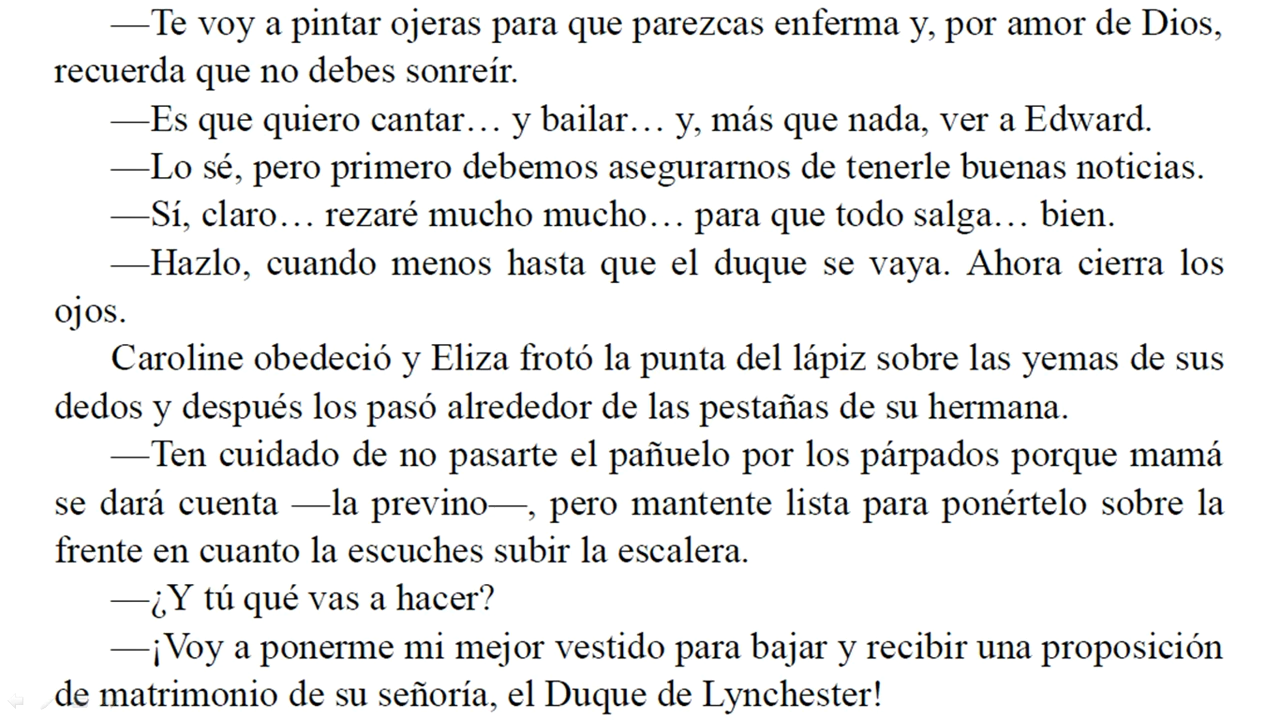 —Te voy a pintar ojeras para que parezcas enferma y, por amor de Dios,
recuerda que no debes sonreír.
—Es que quiero cantar… y bailar… y, más que nada, ver a Edward.
—Lo sé, pero primero debemos asegurarnos de tenerle buenas noticias.
—Sí, claro… rezaré mucho mucho… para que todo salga… bien.
—Hazlo, cuando menos hasta que el duque se vaya. Ahora cierra los
ojos.
Caroline obedeció y Eliza frotó la punta del lápiz sobre las yemas de sus
dedos y después los pasó alrededor de las pestañas de su hermana.
—Ten cuidado de no pasarte el pañuelo por los párpados porque mamá
se dará cuenta —la previno—, pero mantente lista para ponértelo sobre la
frente en cuanto la escuches subir la escalera.
—¿Y tú qué vas a hacer?
—¡Voy a ponerme mi mejor vestido para bajar y recibir una proposición
de matrimonio de su señoría, el Duque de Lynchester!